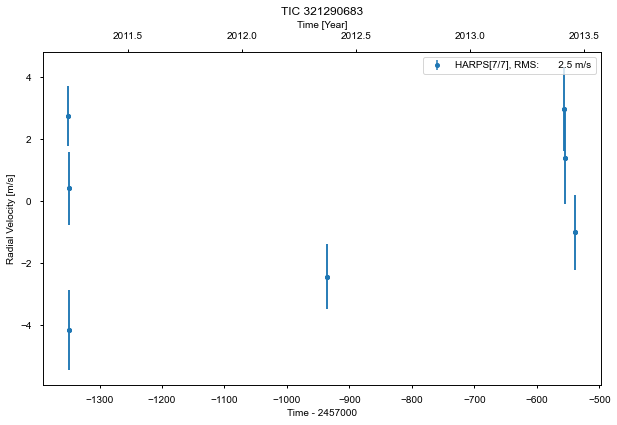 TIC 321290683
Time [Year]
2011.5 2012.0 2012.5 2013.0 2013.5
HARPS[7/7], RMS: 2.5 m/s
4
2
0
−2
−4
Radial Velocity [m/s]
−1300 −1200 −1100 −1000 −900 −800 −700 −600 −500
Time - 2457000